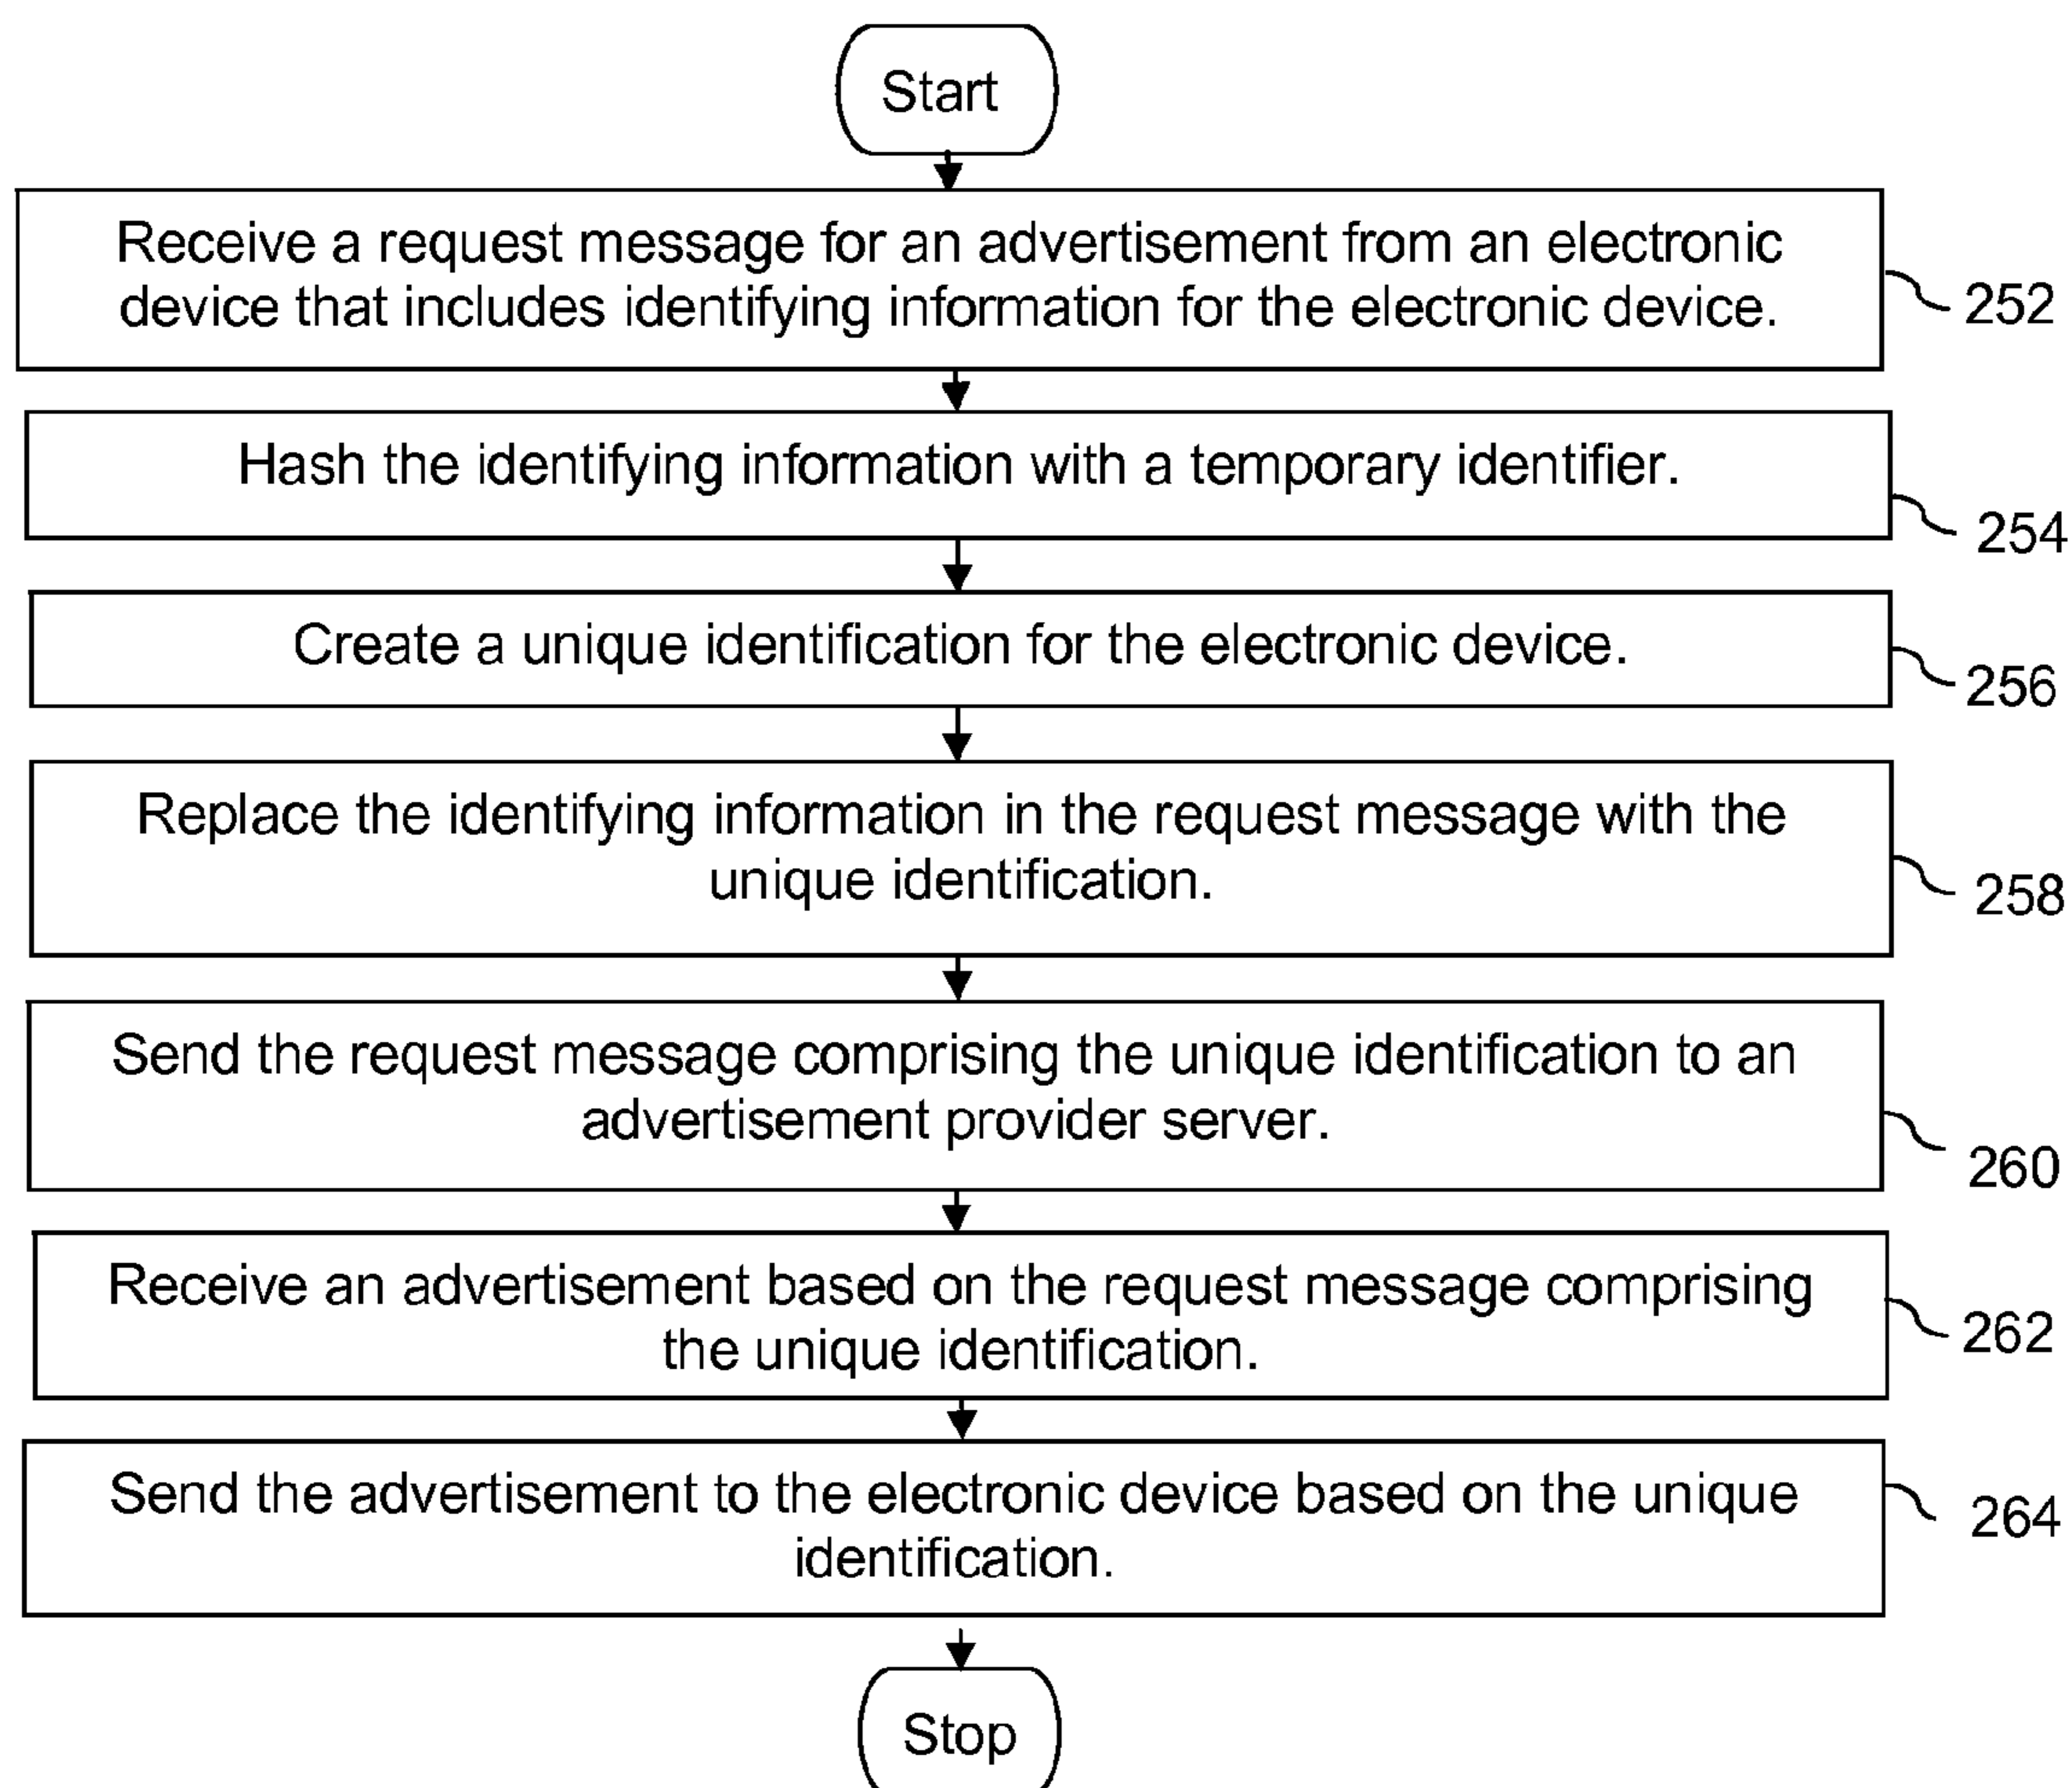 Start
Receive a request message for an advertisement from an electronic
device that includes identifying information for the electronic device.
252
Hash the identifying information with a temporary identifier.
254
Create a unique identification for the electronic device.
256
Replace the identifying information in the request message with the
unique identification.
258
Send the request message comprising the unique identification to an
advertisement provider server.
260
Receive an advertisement based on the request message comprising
the unique identification.
262
Send the advertisement to the electronic device based on the unique
identification.
264
Stop